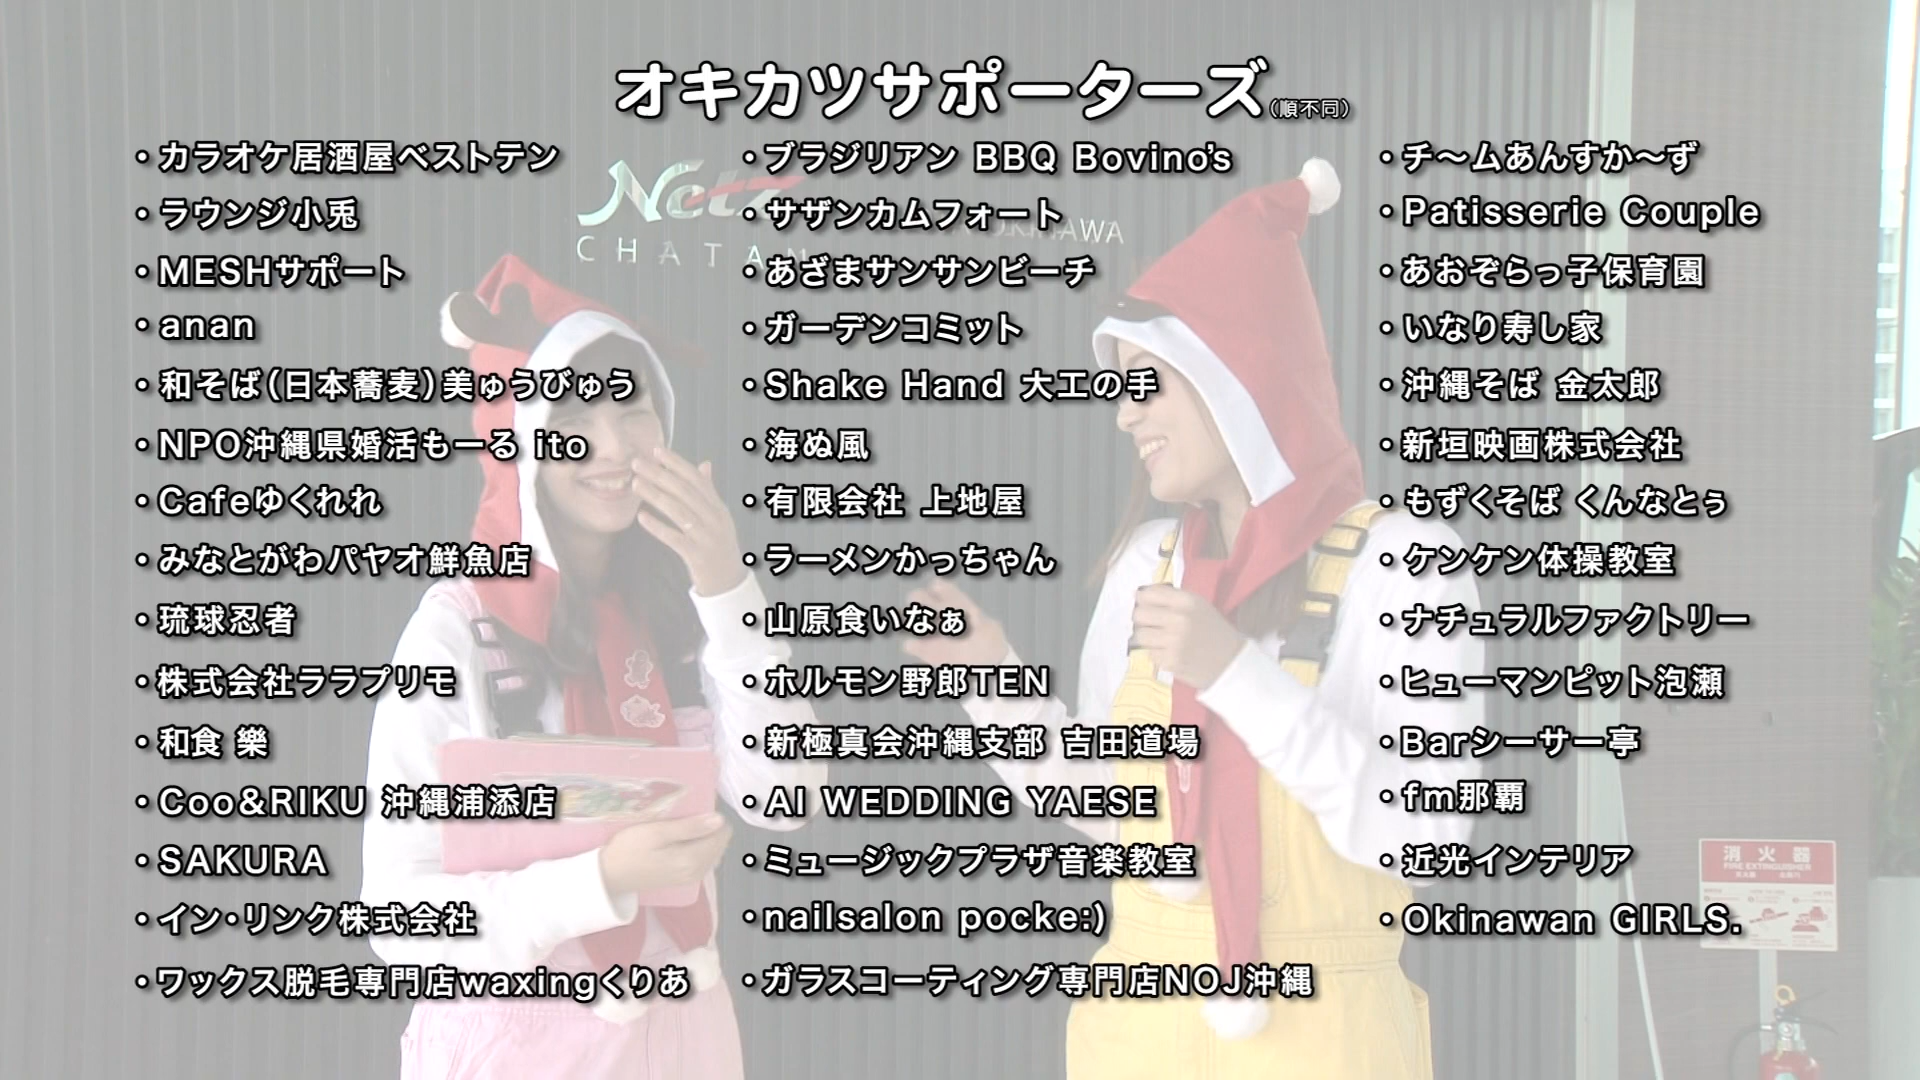 オキカツサポーターズ(順不同)
・カラオケ居酒屋ベストテン
・ラウンジ小兎
・MESHサポート
・anan
・和そば(日本蕎麦)美ゅうびゅう
・NPO沖縄県婚活もーる ito
・Cafeゆくれれ
・みなとがわパヤオ鮮魚店
・琉球忍者
・株式会社ララプリモ
・和食 樂
・Coo&RIKU 沖縄浦添店
・SAKURA
・イン・リンク株式会社
・ワックス脱毛専門店waxingくりあ
・ブラジリアン BBQ Bovino's
・サザンカムフォート
・あざまサンサンビーチ
・ガーデンコミット
・Shake Hand 大工の手
・海ぬ風
・有限会社 上地屋
・ラーメンかっちゃん
・山原食いなぁ
・ホルモン野郎TEN
・新極真会沖縄支部 吉田道場
・AI WEDDING YAESE
・ミュージックプラザ音楽教室
・nailsalon pocke:)
・ガラスコーティング専門店NOJ沖縄
・チ〜ムあんすか〜ず
・Patisserie Couple
・あおぞらっ子保育園
・いなり寿し家
・沖縄そば 金太郎
・新垣映画株式会社
・もずくそば くんなとぅ
・ケンケン体操教室
・ナチュラルファクトリー
・ヒューマンピット泡瀬
・Barシーサー亭
・fm那覇
・近光インテリア
・Okinawan GIRLS.
Netz
CHATAN
消火器
FIRE EXTINGUISHER